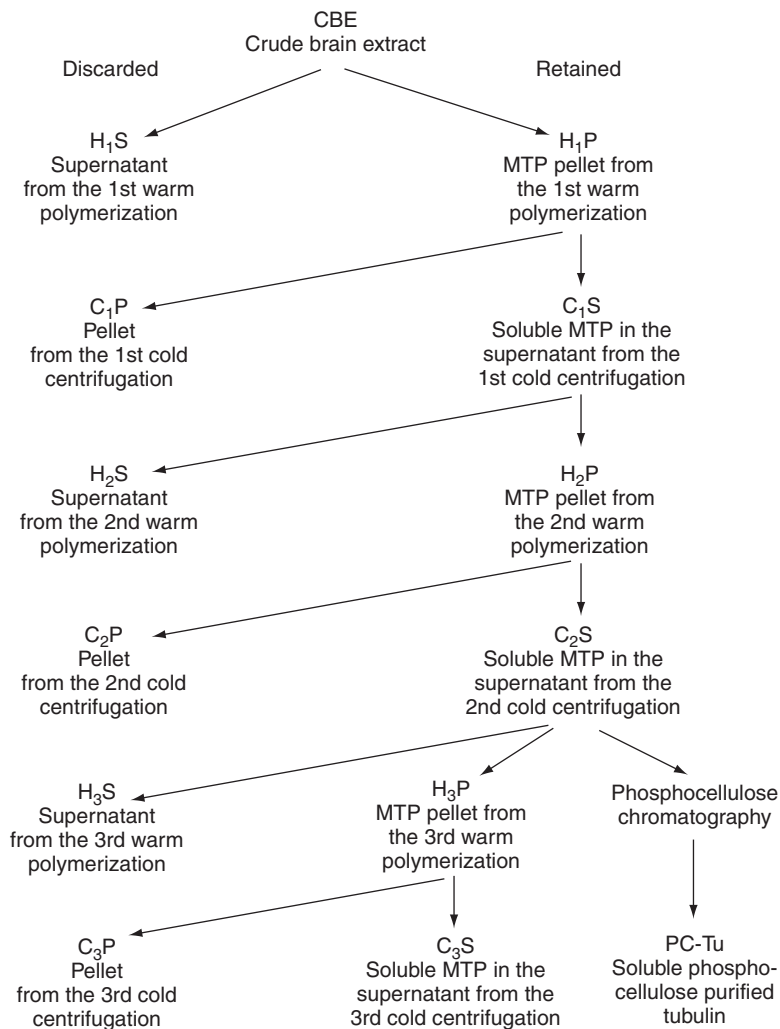 CBE
Crude brain extract
Discarded
Retained
H₁S
Supernatant
from the 1st warm
polymerization
H₁P
MTP pellet from
the 1st warm
polymerization
C₁P
Pellet
from the 1st cold
centrifugation
C₁S
Soluble MTP in the
supernatant from the
1st cold centrifugation
H₂S
Supernatant
from the 2nd warm
polymerization
H₂P
MTP pellet from
the 2nd warm
polymerization
C₂P
Pellet
from the 2nd cold
centrifugation
C₂S
Soluble MTP in the
supernatant from the
2nd cold centrifugation
H₃S
Supernatant
from the 3rd warm
polymerization
H₃P
MTP pellet from
the 3rd warm
polymerization
Phosphocellulose
chromatography
C₃P
Pellet
from the 3rd cold
centrifugation
C₃S
Soluble MTP in the
supernatant from the
3rd cold centrifugation
PC-Tu
Soluble phospho-
cellulose purified
tubulin